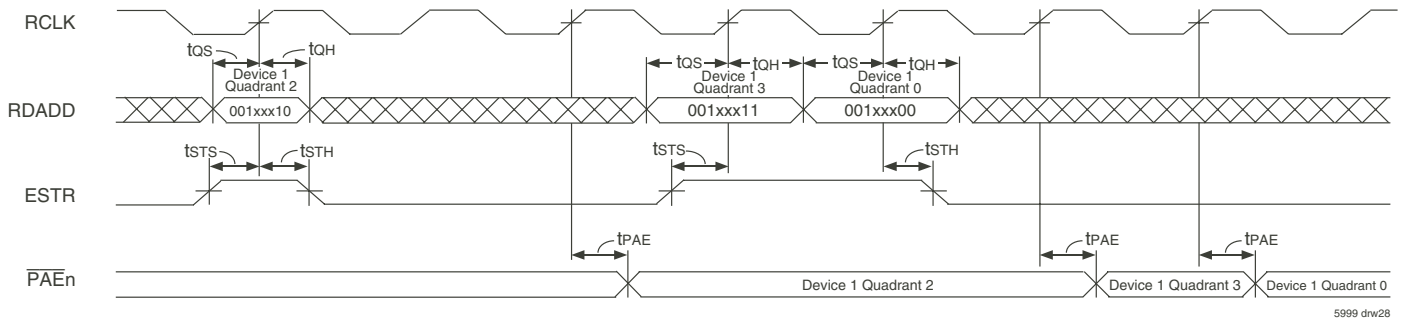 RCLK
tQS tQH tQS tQH tQS tQH
Device 1 Quadrant 2
Device 1 Quadrant 3
Device 1 Quadrant 0
RDADD
001xxx10
001xxx11
001xxx00
tSTS tSTH tSTS tSTH
ESTR
tPAE tPAE tPAE
PAEn
Device 1 Quadrant 2
Device 1 Quadrant 3
Device 1 Quadrant 0
5999 drw28